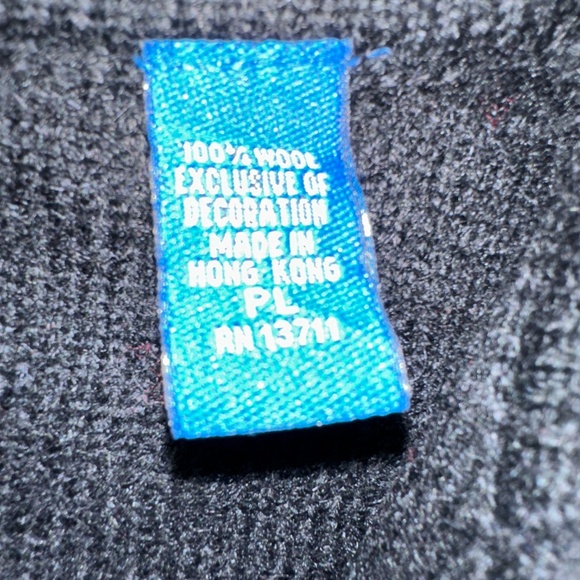 100% WOOL
EXCLUSIVE OF
DECORATION
MADE IN
HONG KONG
PL
RN 13711